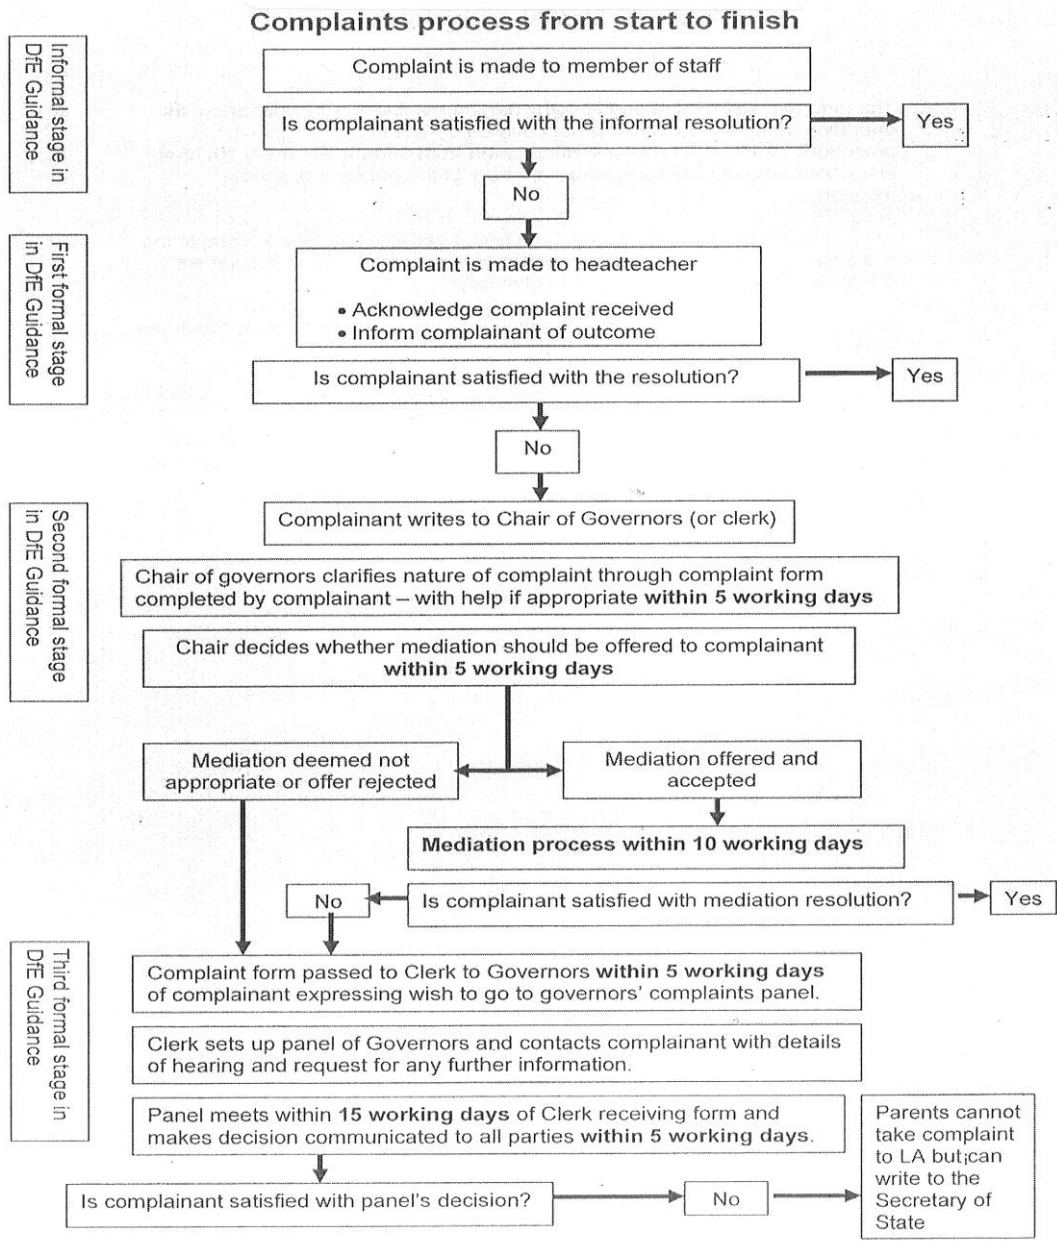 Complaints process from start to finish
Informal stage in
DfE Guidance
Complaint is made to member of staff
Is complainant satisfied with the informal resolution?
Yes
No
First formal stage
in DfE Guidance
Complaint is made to headteacher
• Acknowledge complaint received
• Inform complainant of outcome
Is complainant satisfied with the resolution?
Yes
No
Second formal stage
in DfE Guidance
Complainant writes to Chair of Governors (or clerk)
Chair of governors clarifies nature of complaint through complaint form
completed by complainant – with help if appropriate within 5 working days
Chair decides whether mediation should be offered to complainant
within 5 working days
Mediation deemed not
appropriate or offer rejected
Mediation offered and
accepted
Mediation process within 10 working days
Is complainant satisfied with mediation resolution?
No
Yes
Third formal stage in
DfE Guidance
Complaint form passed to Clerk to Governors within 5 working days
of complainant expressing wish to go to governors' complaints panel.
Clerk sets up panel of Governors and contacts complainant with details
of hearing and request for any further information.
Panel meets within 15 working days of Clerk receiving form and
makes decision communicated to all parties within 5 working days.
Is complainant satisfied with panel's decision?
No
Parents cannot
take complaint
to LA but can
write to the
Secretary of
State